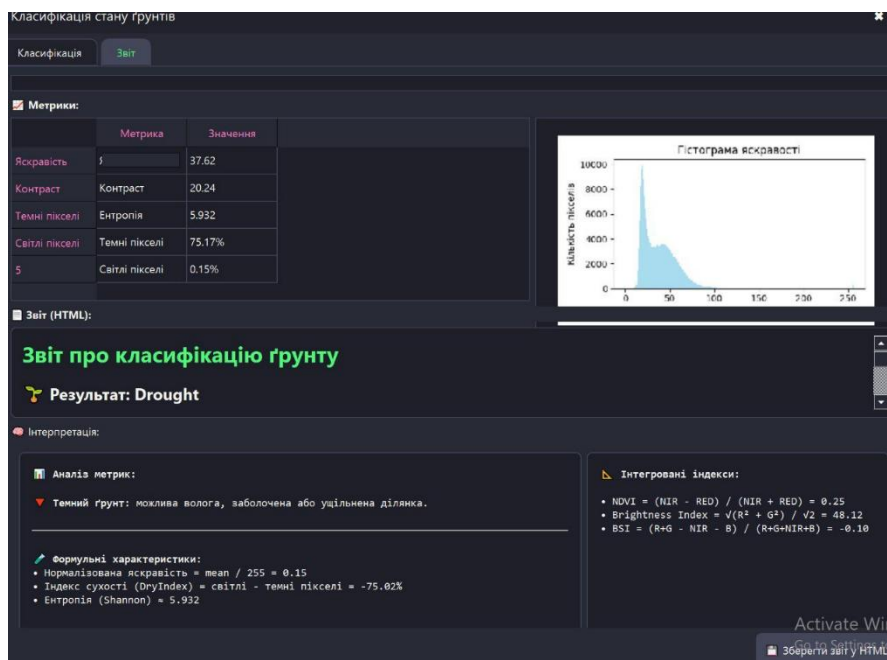 Класифікація стану ґрунтів
Класифікація
Звіт
Метрики:
Метрика Значення
Яскравість 37.62
Контраст Контраст 20.24
Темні пікселі Ентропія 5.932
Світлі пікселі Темні пікселі 75.17%
5 Світлі пікселі 0.15%
Гістограма яскравості
Кількість пікселів
10000
8000
6000
4000
2000
0
0 50 100 150 200 250
Звіт (HTML):
Звіт про класифікацію ґрунту
Результат: Drought
Інтерпретація:
Аналіз метрик:
Темний ґрунт: можлива волога, заболочена або ущільнена ділянка.
Формульні характеристики:
• Нормалізована яскравість = mean / 255 = 0.15
• Індекс сухості (DryIndex) = світлі - темні пікселі = -75.02%
• Ентропія (Shannon) ≈ 5.932
Інтегровані індекси:
• NDVI = (NIR - RED) / (NIR + RED) = 0.25
• Brightness Index = √(R² + G²) / √2 = 48.12
• BSI = (R+G - NIR - B) / (R+G+NIR+B) = -0.10
Activate Wi
Go to Settings t
Зберегти звіт у HTML